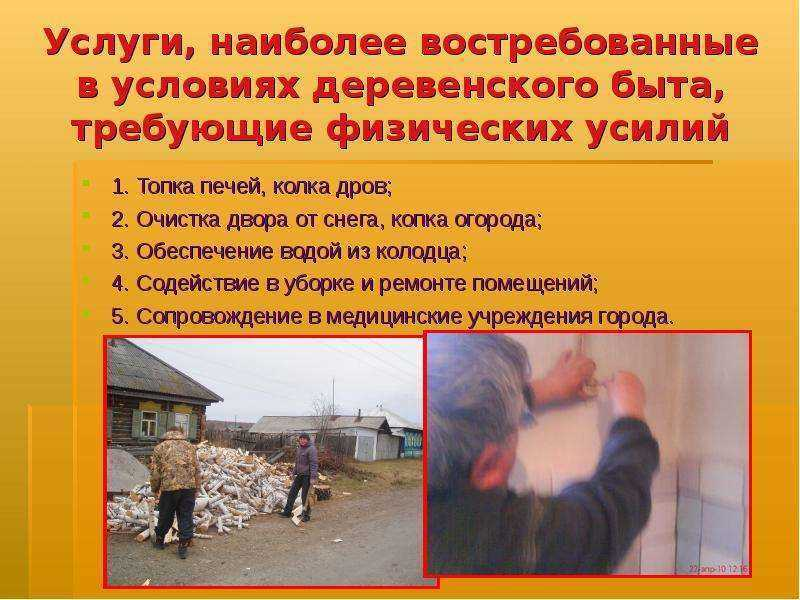 Услуги, наиболее востребованные
в условиях деревенского быта,
требующие физических усилий
1. Топка печей, колка дров;
2. Очистка двора от снега, копка огорода;
3. Обеспечение водой из колодца;
4. Содействие в уборке и ремонте помещений;
5. Сопровождение в медицинские учреждения города.
22-апр-10 12:16